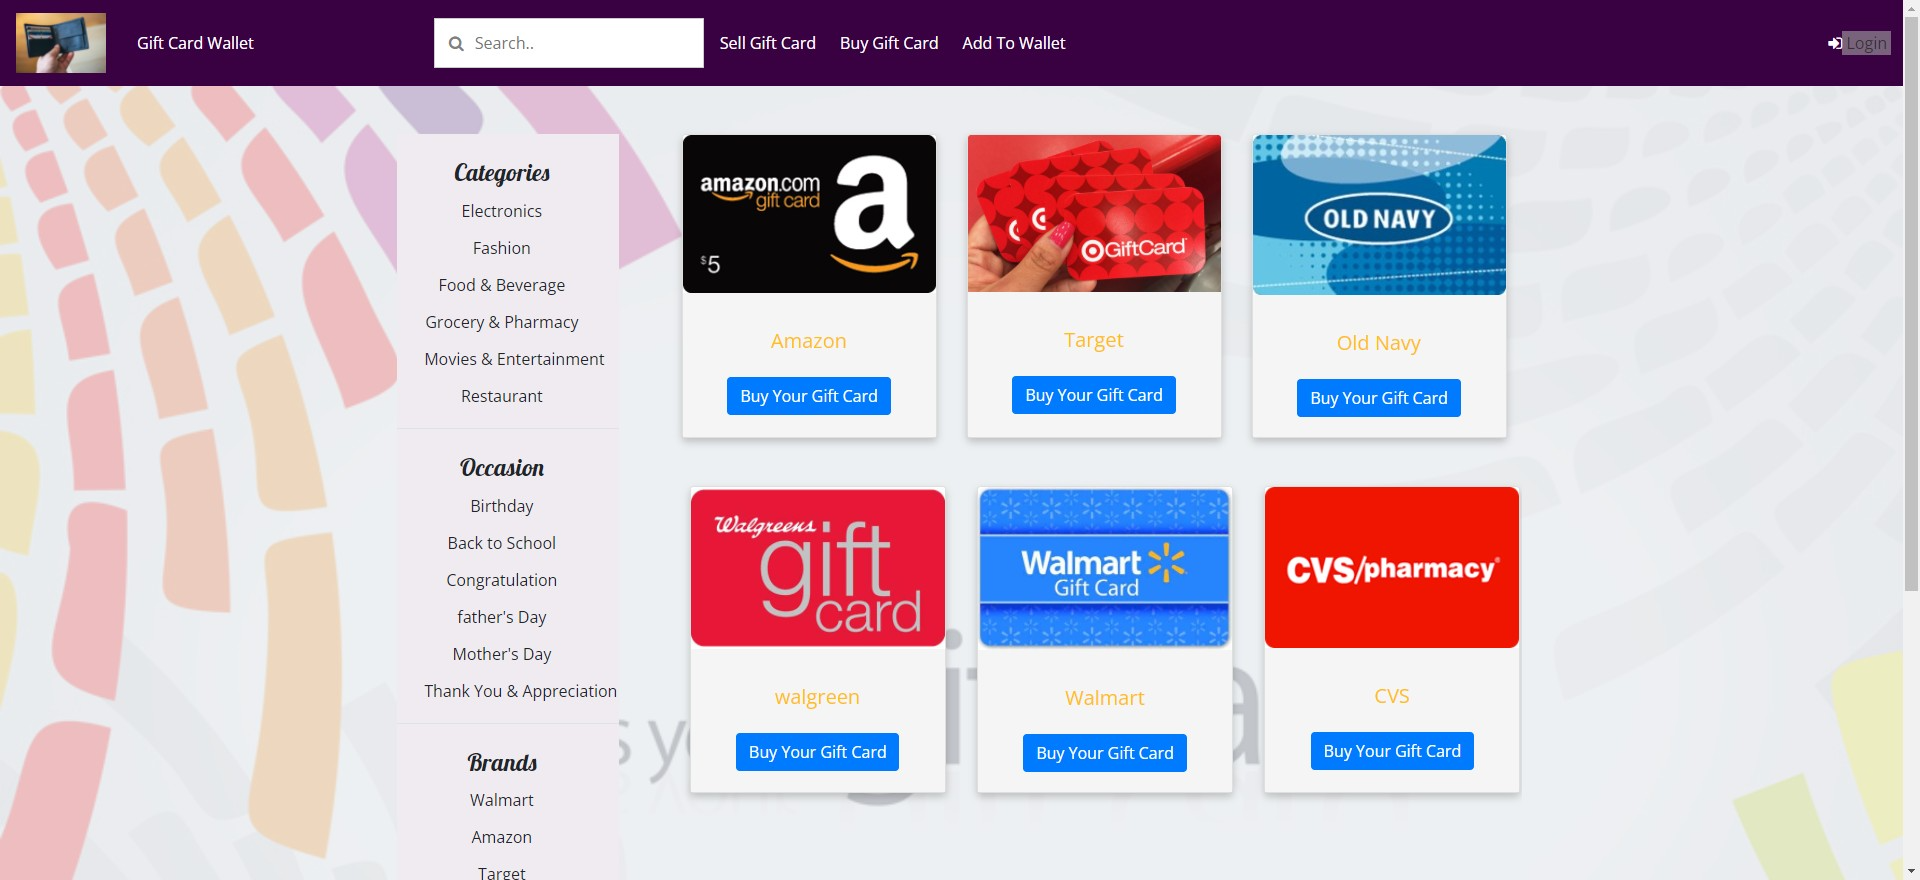 Gift Card Wallet
Search..
Sell Gift Card
Buy Gift Card
Add To Wallet
Login
Categories
Electronics
Fashion
Food & Beverage
Grocery & Pharmacy
Movies & Entertainment
Restaurant
Occasion
Birthday
Back to School
Congratulation
father's Day
Mother's Day
Thank You & Appreciation
Brands
Walmart
Amazon
Target
amazon.com
gift card
a
$5
Amazon
Buy Your Gift Card
GiftCard
Target
Buy Your Gift Card
OLD NAVY
Old Navy
Buy Your Gift Card
Walgreens
gift
card
walgreen
Buy Your Gift Card
Walmart
Gift Card
Walmart
Buy Your Gift Card
CVS/pharmacy®
CVS
Buy Your Gift Card